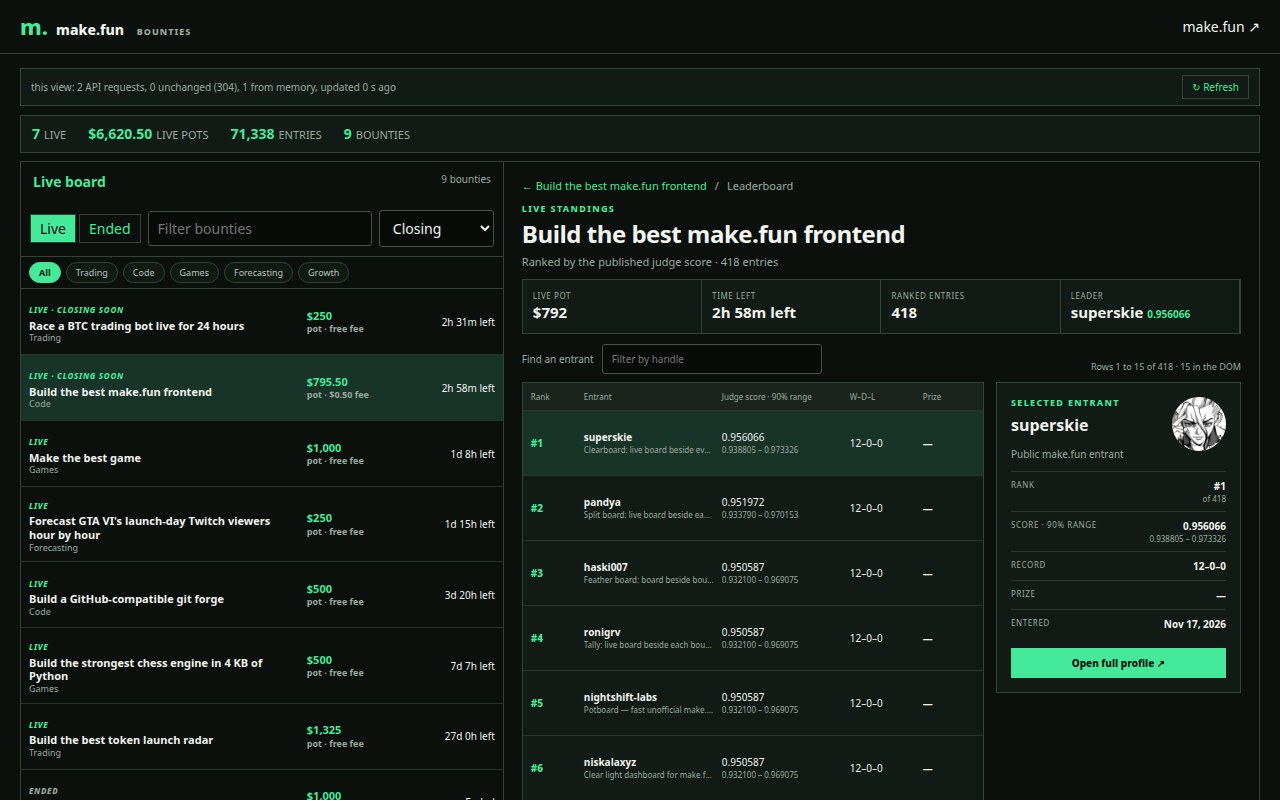 m. make.fun BOUNTIES
make.fun ↗
this view: 2 API requests, 0 unchanged (304), 1 from memory, updated 0 s ago
↻ Refresh
7 LIVE $6,620.50 LIVE POTS 71,338 ENTRIES 9 BOUNTIES
Live board
9 bounties
Live Ended Filter bounties Closing
All Trading Code Games Forecasting Growth
LIVE · CLOSING SOON
Race a BTC trading bot live for 24 hours
Trading
$250
pot · free fee
2h 31m left
LIVE · CLOSING SOON
Build the best make.fun frontend
Code
$795.50
pot · $0.50 fee
2h 58m left
LIVE
Make the best game
Games
$1,000
pot · free fee
1d 8h left
LIVE
Forecast GTA VI's launch-day Twitch viewers
hour by hour
Forecasting
$250
pot · free fee
1d 15h left
LIVE
Build a GitHub-compatible git forge
Code
$500
pot · free fee
3d 20h left
LIVE
Build the strongest chess engine in 4 KB of
Python
Games
$500
pot · free fee
7d 7h left
LIVE
Build the best token launch radar
Trading
$1,325
pot · free fee
27d 0h left
ENDED
$1,000
← Build the best make.fun frontend / Leaderboard
LIVE STANDINGS
Build the best make.fun frontend
Ranked by the published judge score · 418 entries
LIVE POT
$792
TIME LEFT
2h 58m left
RANKED ENTRIES
418
LEADER
superskie 0.956066
Find an entrant Filter by handle
Rows 1 to 15 of 418 · 15 in the DOM
Rank Entrant Judge score · 90% range W–D–L Prize
#1
superskie
Clearboard: live board beside ev...
0.956066
0.938805 – 0.973326
12–0–0
—
#2
pandya
Split board: live board beside ea...
0.951972
0.933790 – 0.970153
12–0–0
—
#3
haski007
Feather board: board beside bou...
0.950587
0.932100 – 0.969075
12–0–0
—
#4
ronigrv
Tally: live board beside each bou...
0.950587
0.932100 – 0.969075
12–0–0
—
#5
nightshift-labs
Potboard — fast unofficial make....
0.950587
0.932100 – 0.969075
12–0–0
—
#6
niskalaxyz
Clear light dashboard for make.f...
0.950587
0.932100 – 0.969075
12–0–0
—
SELECTED ENTRANT
superskie
Public make.fun entrant
RANK
#1
of 418
SCORE · 90% RANGE
0.956066
0.938805 – 0.973326
RECORD
12–0–0
PRIZE
—
ENTERED
Nov 17, 2026
Open full profile ↗